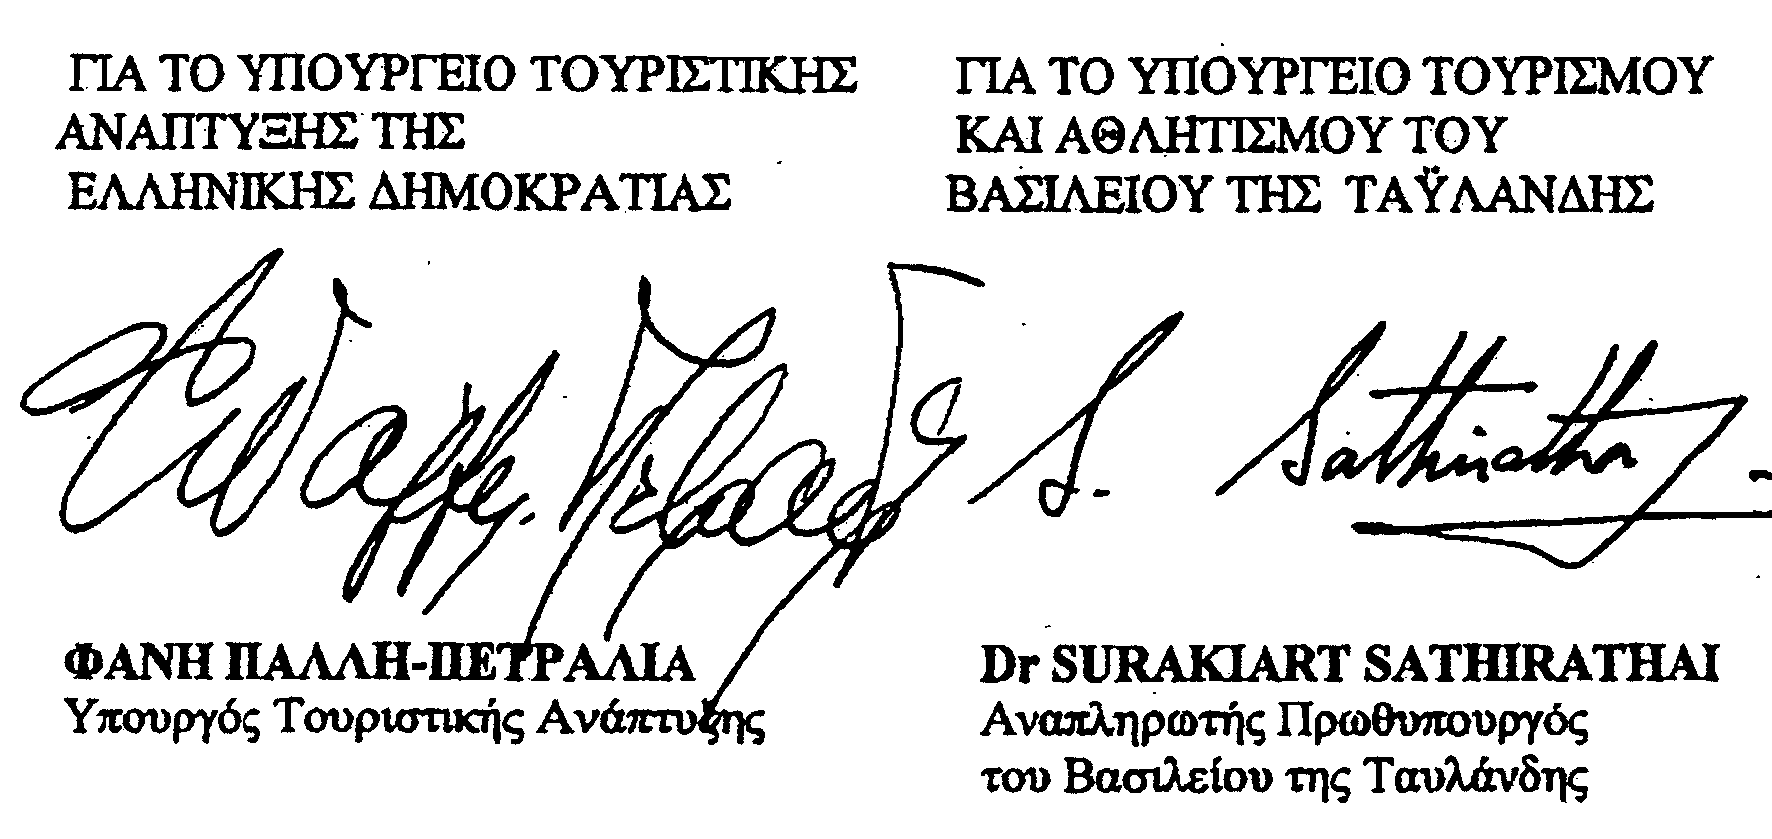 ΓΙΑ ΤΟ ΥΠΟΥΡΓΕΙΟ ΤΟΥΡΙΣΤΙΚΗΣ
ΑΝΑΠΤΥΞΗΣ ΤΗΣ
ΕΛΛΗΝΙΚΗΣ ΔΗΜΟΚΡΑΤΙΑΣ
ΦΑΝΗ ΠΑΛΛΗ-ΠΕΤΡΑΛΙΑ
Υπουργός Τουριστικής Ανάπτυξης
ΓΙΑ ΤΟ ΥΠΟΥΡΓΕΙΟ ΤΟΥΡΙΣΜΟΥ
ΚΑΙ ΑΘΛΗΤΙΣΜΟΥ ΤΟΥ
ΒΑΣΙΛΕΙΟΥ ΤΗΣ ΤΑΫΛΑΝΔΗΣ
S. Sathirathai
Dr SURAKIART SATHIRATHAI
Αναπληρωτής Πρωθυπουργός
του Βασιλείου της Ταυλάνδης